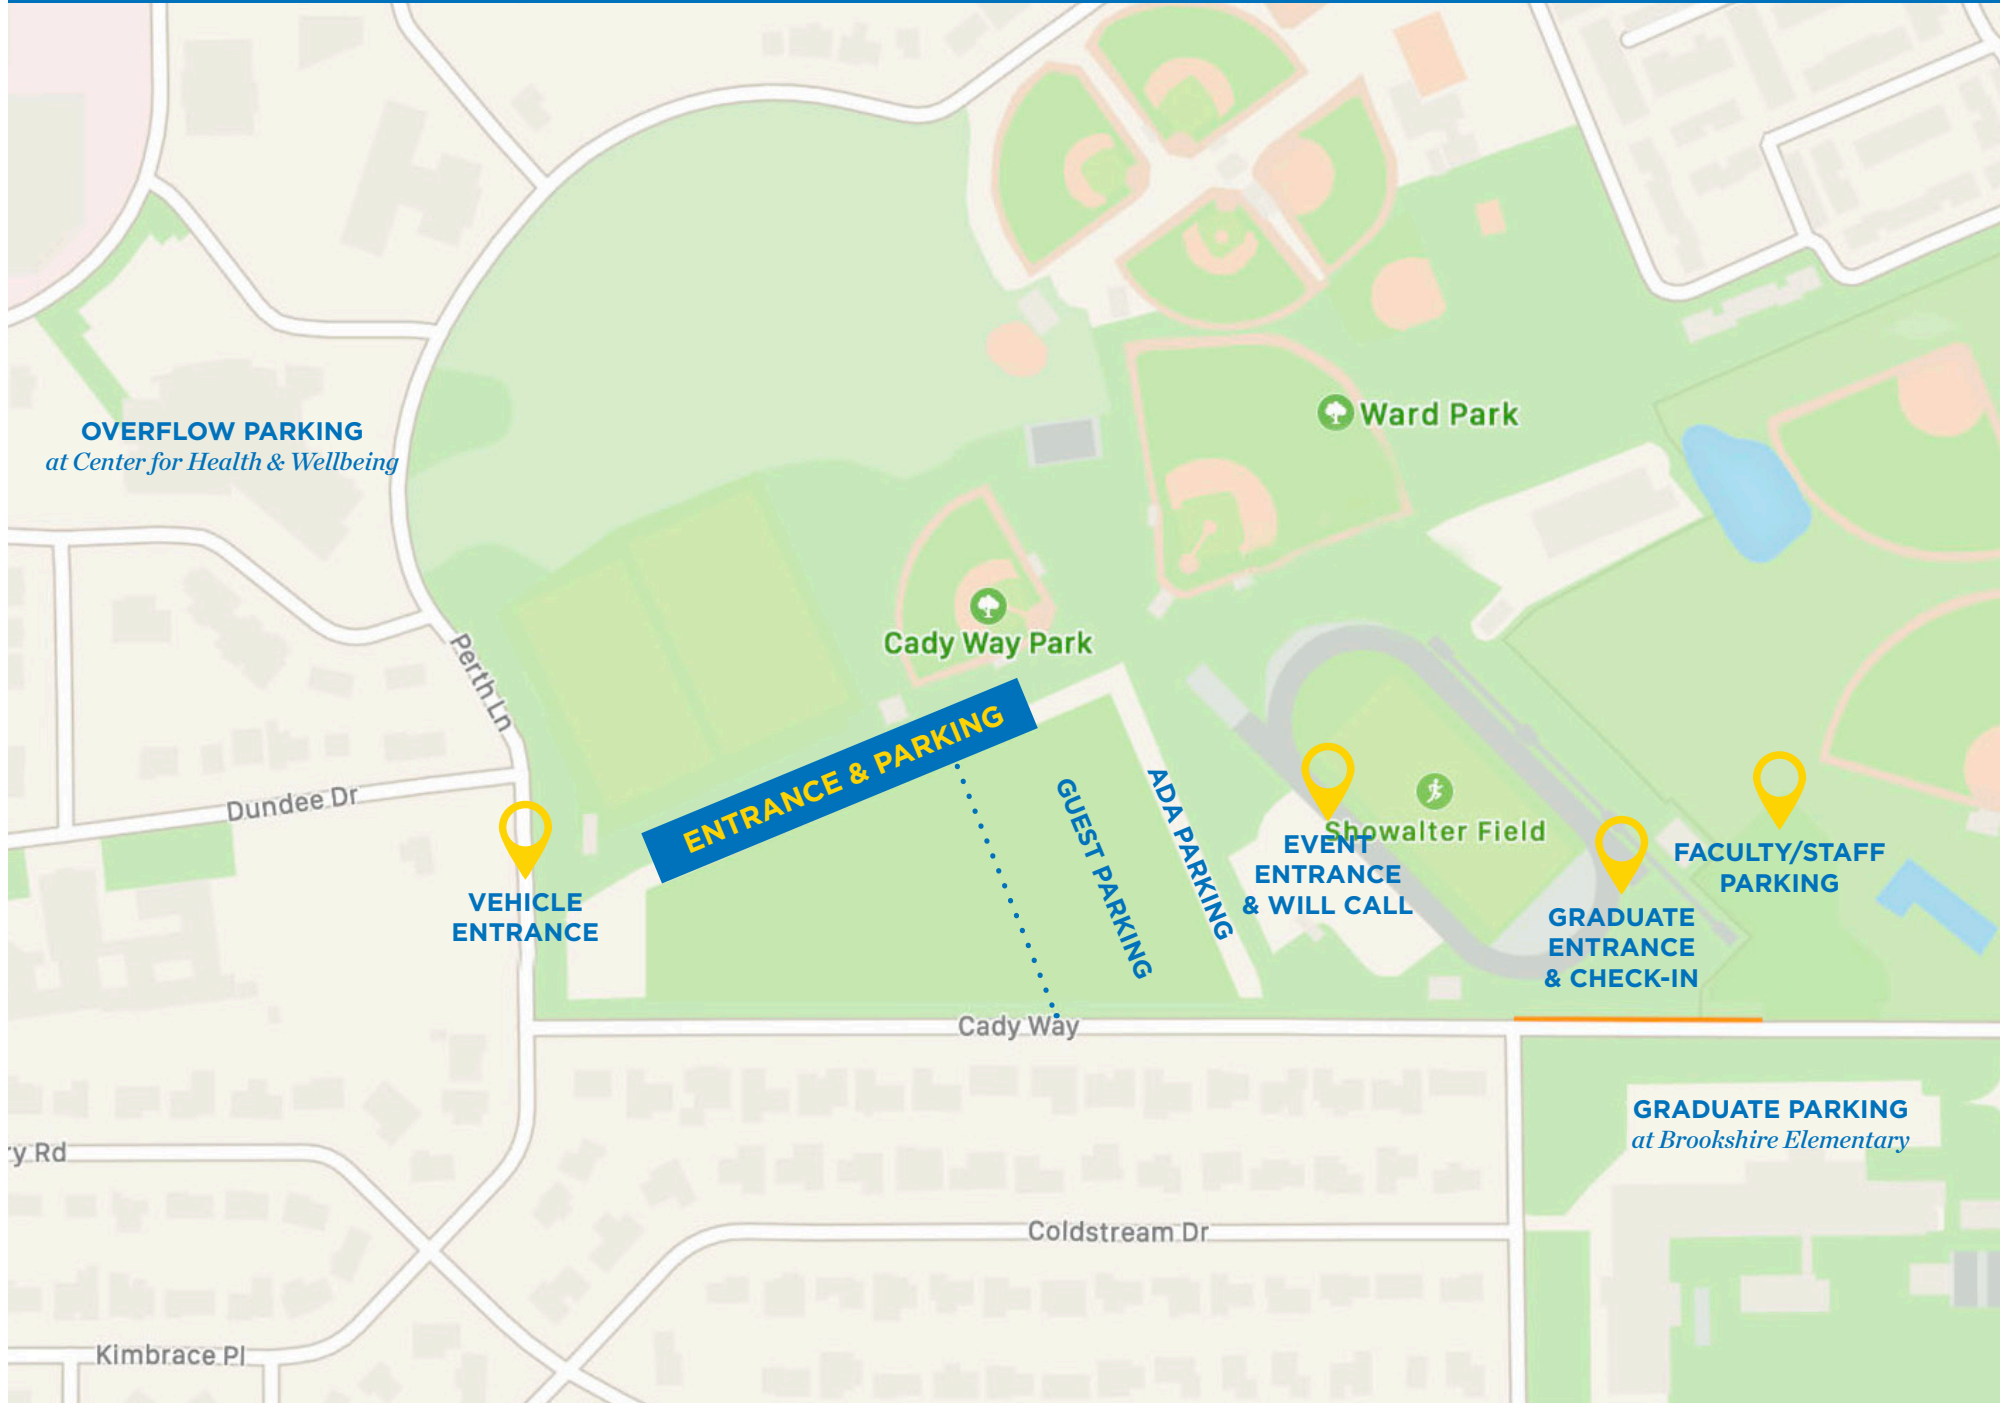 Ward Park
OVERFLOW PARKING
at Center for Health & Wellbeing
Cady Way Park
Perth Ln
ENTRANCE & PARKING
Dundee Dr
GUEST PARKING
ADA PARKING
Showalter Field
EVENT
ENTRANCE
& WILL CALL
FACULTY/STAFF
PARKING
VEHICLE
ENTRANCE
GRADUATE
ENTRANCE
& CHECK-IN
Cady Way
GRADUATE PARKING
at Brookshire Elementary
ry Rd
Coldstream Dr
Kimbrace Pl